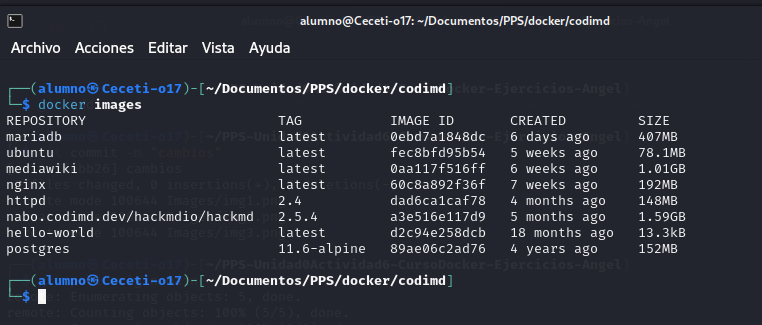 alumno@Ceceti-o17: ~/Documentos/PPS/docker/codimd
Archivo Acciones Editar Vista Ayuda
┌──(alumno㉿Ceceti-o17)-[~/Documentos/PPS/docker/codimd]
└─$ docker images
REPOSITORY TAG IMAGE ID CREATED SIZE
mariadb latest 0ebd7a1848dc 6 days ago 407MB
ubuntu latest fec8bfd95b54 5 weeks ago 78.1MB
mediawiki latest 0aa117f516ff 6 weeks ago 1.01GB
nginx latest 60c8a892f36f 7 weeks ago 192MB
httpd 2.4 dad6ca1caf78 4 months ago 148MB
nabo.codimd.dev/hackmdio/hackmd 2.5.4 a3e516e117d9 5 months ago 1.59GB
hello-world latest d2c94e258dcb 18 months ago 13.3kB
postgres 11.6-alpine 89ae06c2ad76 4 years ago 152MB
┌──(alumno㉿Ceceti-o17)-[~/Documentos/PPS/docker/codimd]
└─$